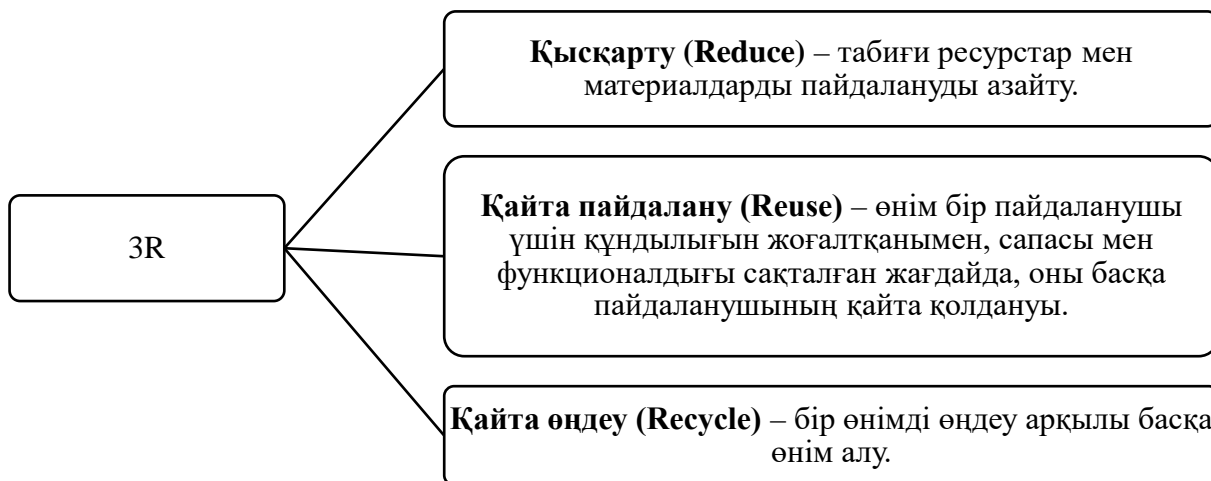 3R
Қысқарту (Reduce) – табиғи ресурстар мен
материалдарды пайдалануды азайту.
Қайта пайдалану (Reuse) – өнім бір пайдаланушы
үшін құндылығын жоғалтқанымен, сапасы мен
функционалдығы сақталған жағдайда, оны басқа
пайдаланушының қайта қолдануы.
Қайта өңдеу (Recycle) – бір өнімді өңдеу арқылы басқа
өнім алу.